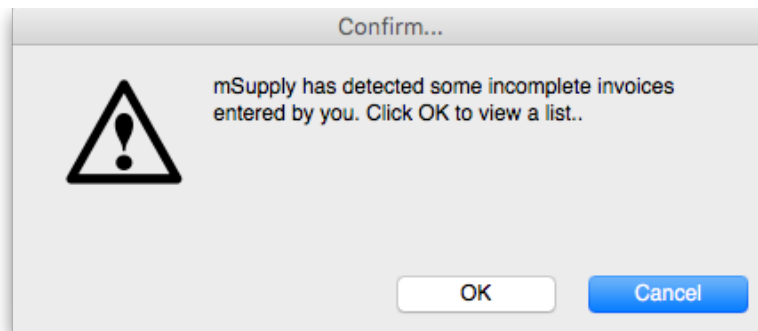 Confirm...
mSupply has detected some incomplete invoices
entered by you. Click OK to view a list..
OK
Cancel